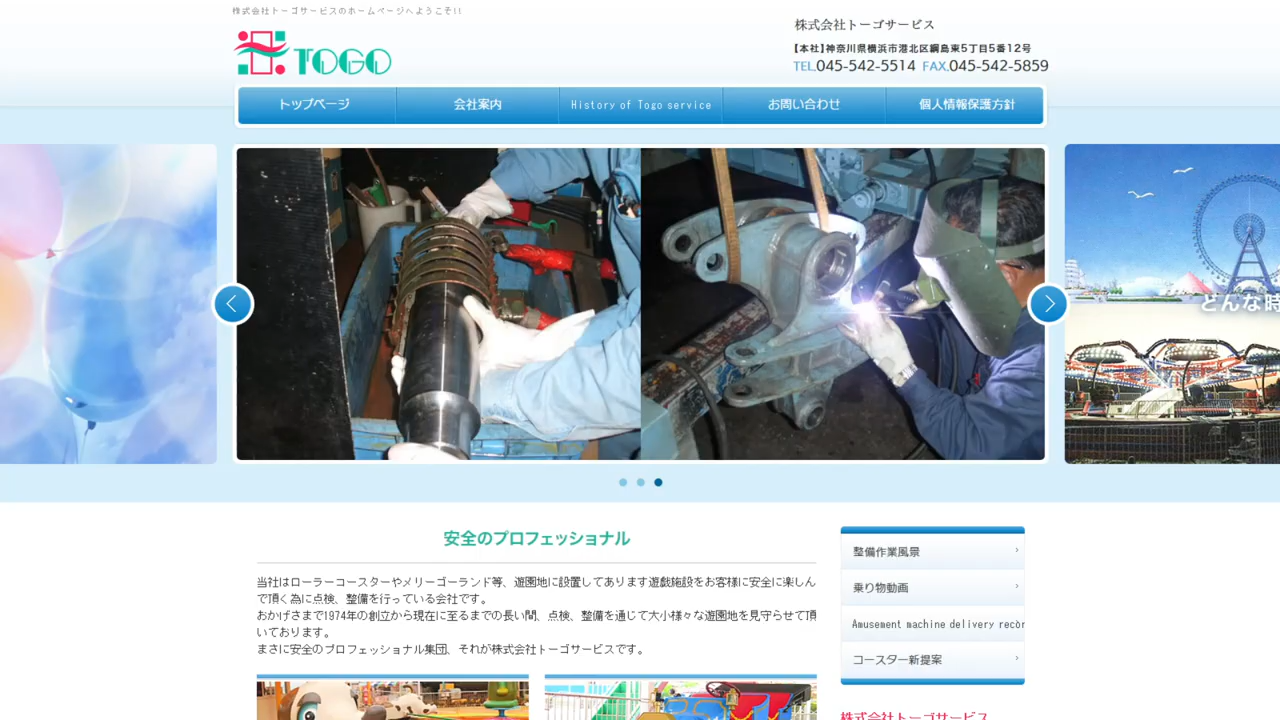 株式会社トーゴサービスのホームページへようこそ!!
TOGO
株式会社トーゴサービス
【本社】神奈川県横浜市港北区綱島東5丁目5番12号
TEL.045-542-5514 FAX.045-542-5859
トップページ
会社案内
History of Togo service
お問い合わせ
個人情報保護方針
どんな時
安全のプロフェッショナル
当社はローラーコースターやメリーゴーランド等、遊園地に設置してあります遊戯施設をお客様に安全に楽しん
で頂く為に点検、整備を行っている会社です。
おかげさまで1974年の創立から現在に至るまでの長い間、点検、整備を通じて大小様々な遊園地を見守らせて頂
いております。
まさに安全のプロフェッショナル集団、それが株式会社トーゴサービスです。
整備作業風景
乗り物動画
Amusement machine delivery recor
コースター新提案
株式会社トーゴサービス